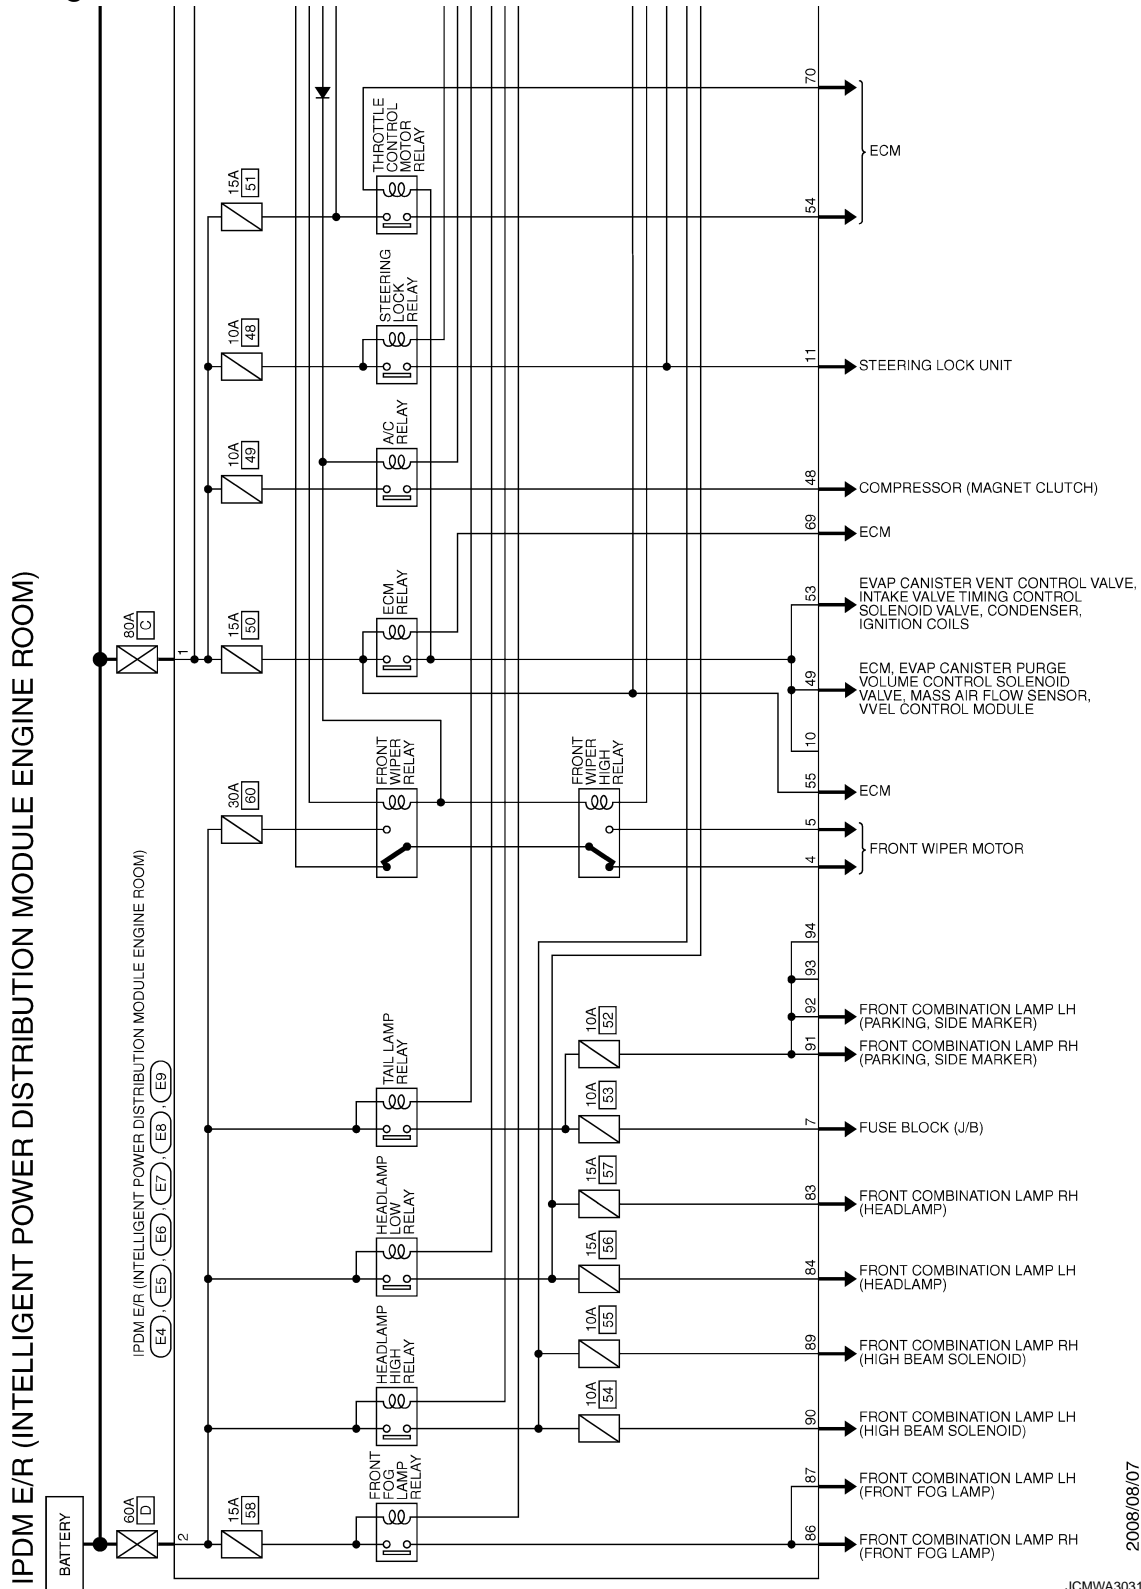 IPDM E/R (INTELLIGENT POWER DISTRIBUTION MODULE ENGINE ROOM)
BATTERY
60A
D
80A
C
2
1
IPDM E/R (INTELLIGENT POWER DISTRIBUTION MODULE ENGINE ROOM)
E4 , E5 , E6 , E7 , E8 , E9
15A
51
THROTTLE
CONTROL
MOTOR
RELAY
70
54
ECM
10A
48
STEERING
LOCK
RELAY
11
STEERING LOCK UNIT
10A
49
A/C
RELAY
48
COMPRESSOR (MAGNET CLUTCH)
69
ECM
15A
50
ECM
RELAY
53
EVAP CANISTER VENT CONTROL VALVE,
INTAKE VALVE TIMING CONTROL
SOLENOID VALVE, CONDENSER,
IGNITION COILS
49
ECM, EVAP CANISTER PURGE
VOLUME CONTROL SOLENOID
VALVE, MASS AIR FLOW SENSOR,
VVEL CONTROL MODULE
10
55
ECM
30A
60
FRONT
WIPER
RELAY
FRONT
WIPER
HIGH
RELAY
5
4
FRONT WIPER MOTOR
94
93
92
FRONT COMBINATION LAMP LH
(PARKING, SIDE MARKER)
10A
52
91
FRONT COMBINATION LAMP RH
(PARKING, SIDE MARKER)
TAIL LAMP
RELAY
10A
53
7
FUSE BLOCK (J/B)
15A
57
83
FRONT COMBINATION LAMP RH
(HEADLAMP)
HEADLAMP
LOW
RELAY
15A
56
84
FRONT COMBINATION LAMP LH
(HEADLAMP)
10A
55
89
FRONT COMBINATION LAMP RH
(HIGH BEAM SOLENOID)
HEADLAMP
HIGH
RELAY
10A
54
90
FRONT COMBINATION LAMP LH
(HIGH BEAM SOLENOID)
87
FRONT COMBINATION LAMP LH
(FRONT FOG LAMP)
15A
58
FRONT
FOG
LAMP
RELAY
86
FRONT COMBINATION LAMP RH
(FRONT FOG LAMP)
2008/08/07
JCMWA3031